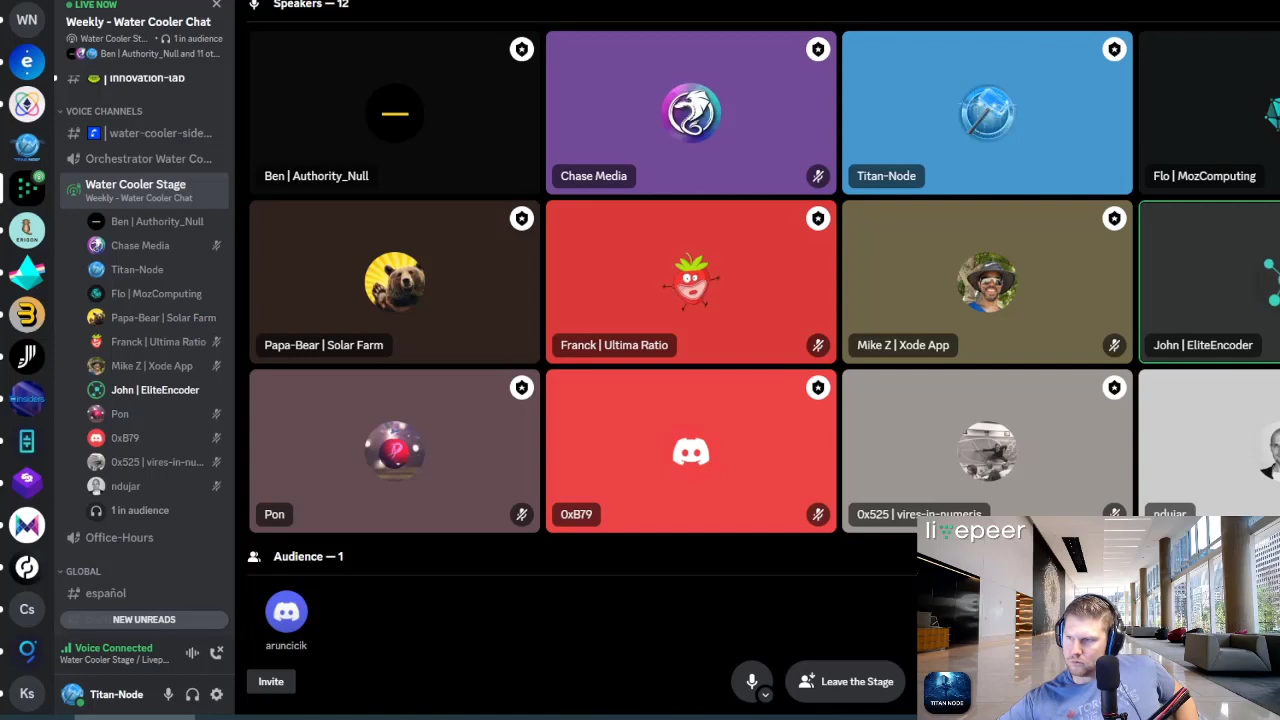 WN
LIVE NOW
Weekly - Water Cooler Chat
Water Cooler St... · 1 in audience
Ben | Authority_Null and 11 ot...
| innovation-lab
VOICE CHANNELS
| water-cooler-side...
Orchestrator Water Co...
Water Cooler Stage
Weekly - Water Cooler Chat
Ben | Authority_Null
Chase Media
Titan-Node
Flo | MozComputing
Papa-Bear | Solar Farm
Franck | Ultima Ratio
Mike Z | Xode App
John | EliteEncoder
Pon
0xB79
0x525 | vires-in-nu...
ndujar
1 in audience
Office-Hours
GLOBAL
español
NEW UNREADS
Voice Connected
Water Cooler Stage / Livep...
Titan-Node
TITAN NODE
ERIGON
insiders
Cs
Ks
Speakers — 12
Ben | Authority_Null
Chase Media
Titan-Node
Flo | MozComputing
Papa-Bear | Solar Farm
Franck | Ultima Ratio
Mike Z | Xode App
John | EliteEncoder
Pon
0xB79
0x525 | vires-in-numeris
ndujar
Audience — 1
aruncicik
Invite
Leave the Stage
livepeer
TITAN NODE